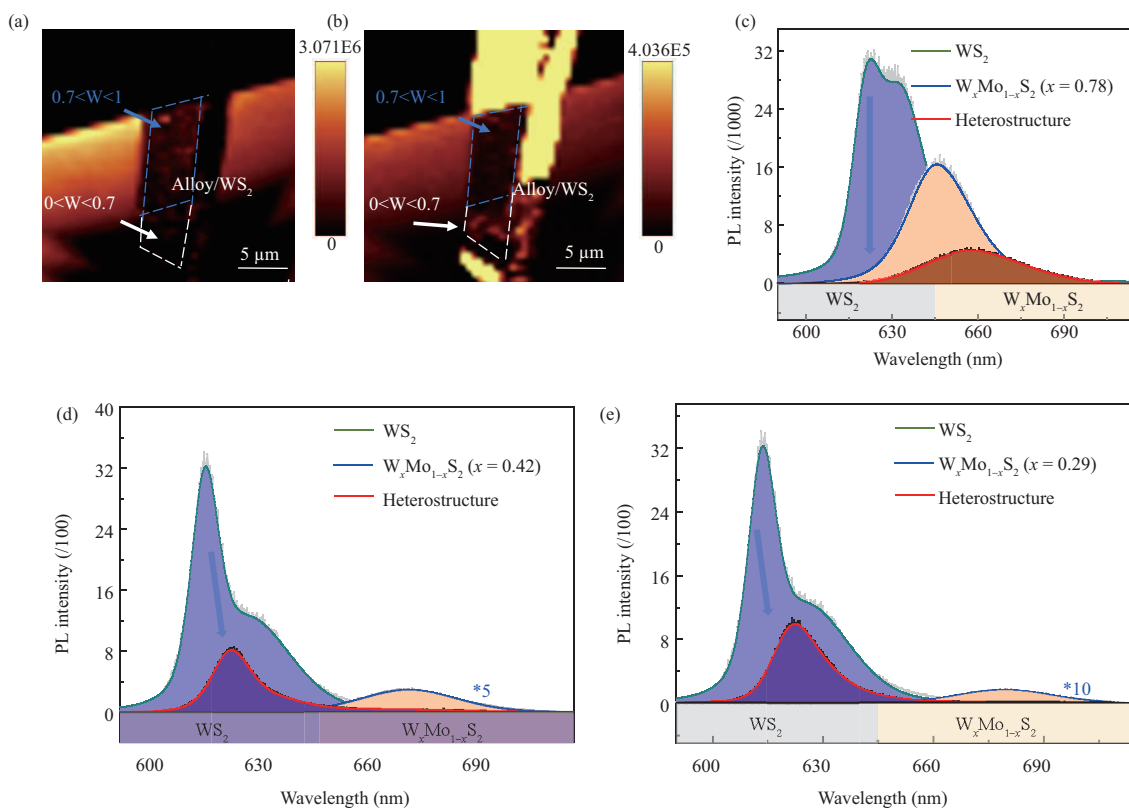 (a)
3.071E6
0.7<W<1
Alloy/WS₂
0<W<0.7
5 µm
0
(b)
4.036E5
0.7<W<1
Alloy/WS₂
0<W<0.7
5 µm
0
(c)
32
24
16
8
0
PL intensity (/1000)
WS₂
WₓMo₁₋ₓS₂ (x = 0.78)
Heterostructure
WS₂ WₓMo₁₋ₓS₂
600 630 660 690
Wavelength (nm)
(d)
40
32
24
16
8
0
PL intensity (/100)
WS₂
WₓMo₁₋ₓS₂ (x = 0.42)
Heterostructure
*5
WS₂ WₓMo₁₋ₓS₂
600 630 660 690
Wavelength (nm)
(e)
36
27
18
9
0
PL intensity (/100)
WS₂
WₓMo₁₋ₓS₂ (x = 0.29)
Heterostructure
*10
WS₂ WₓMo₁₋ₓS₂
600 630 660 690
Wavelength (nm)